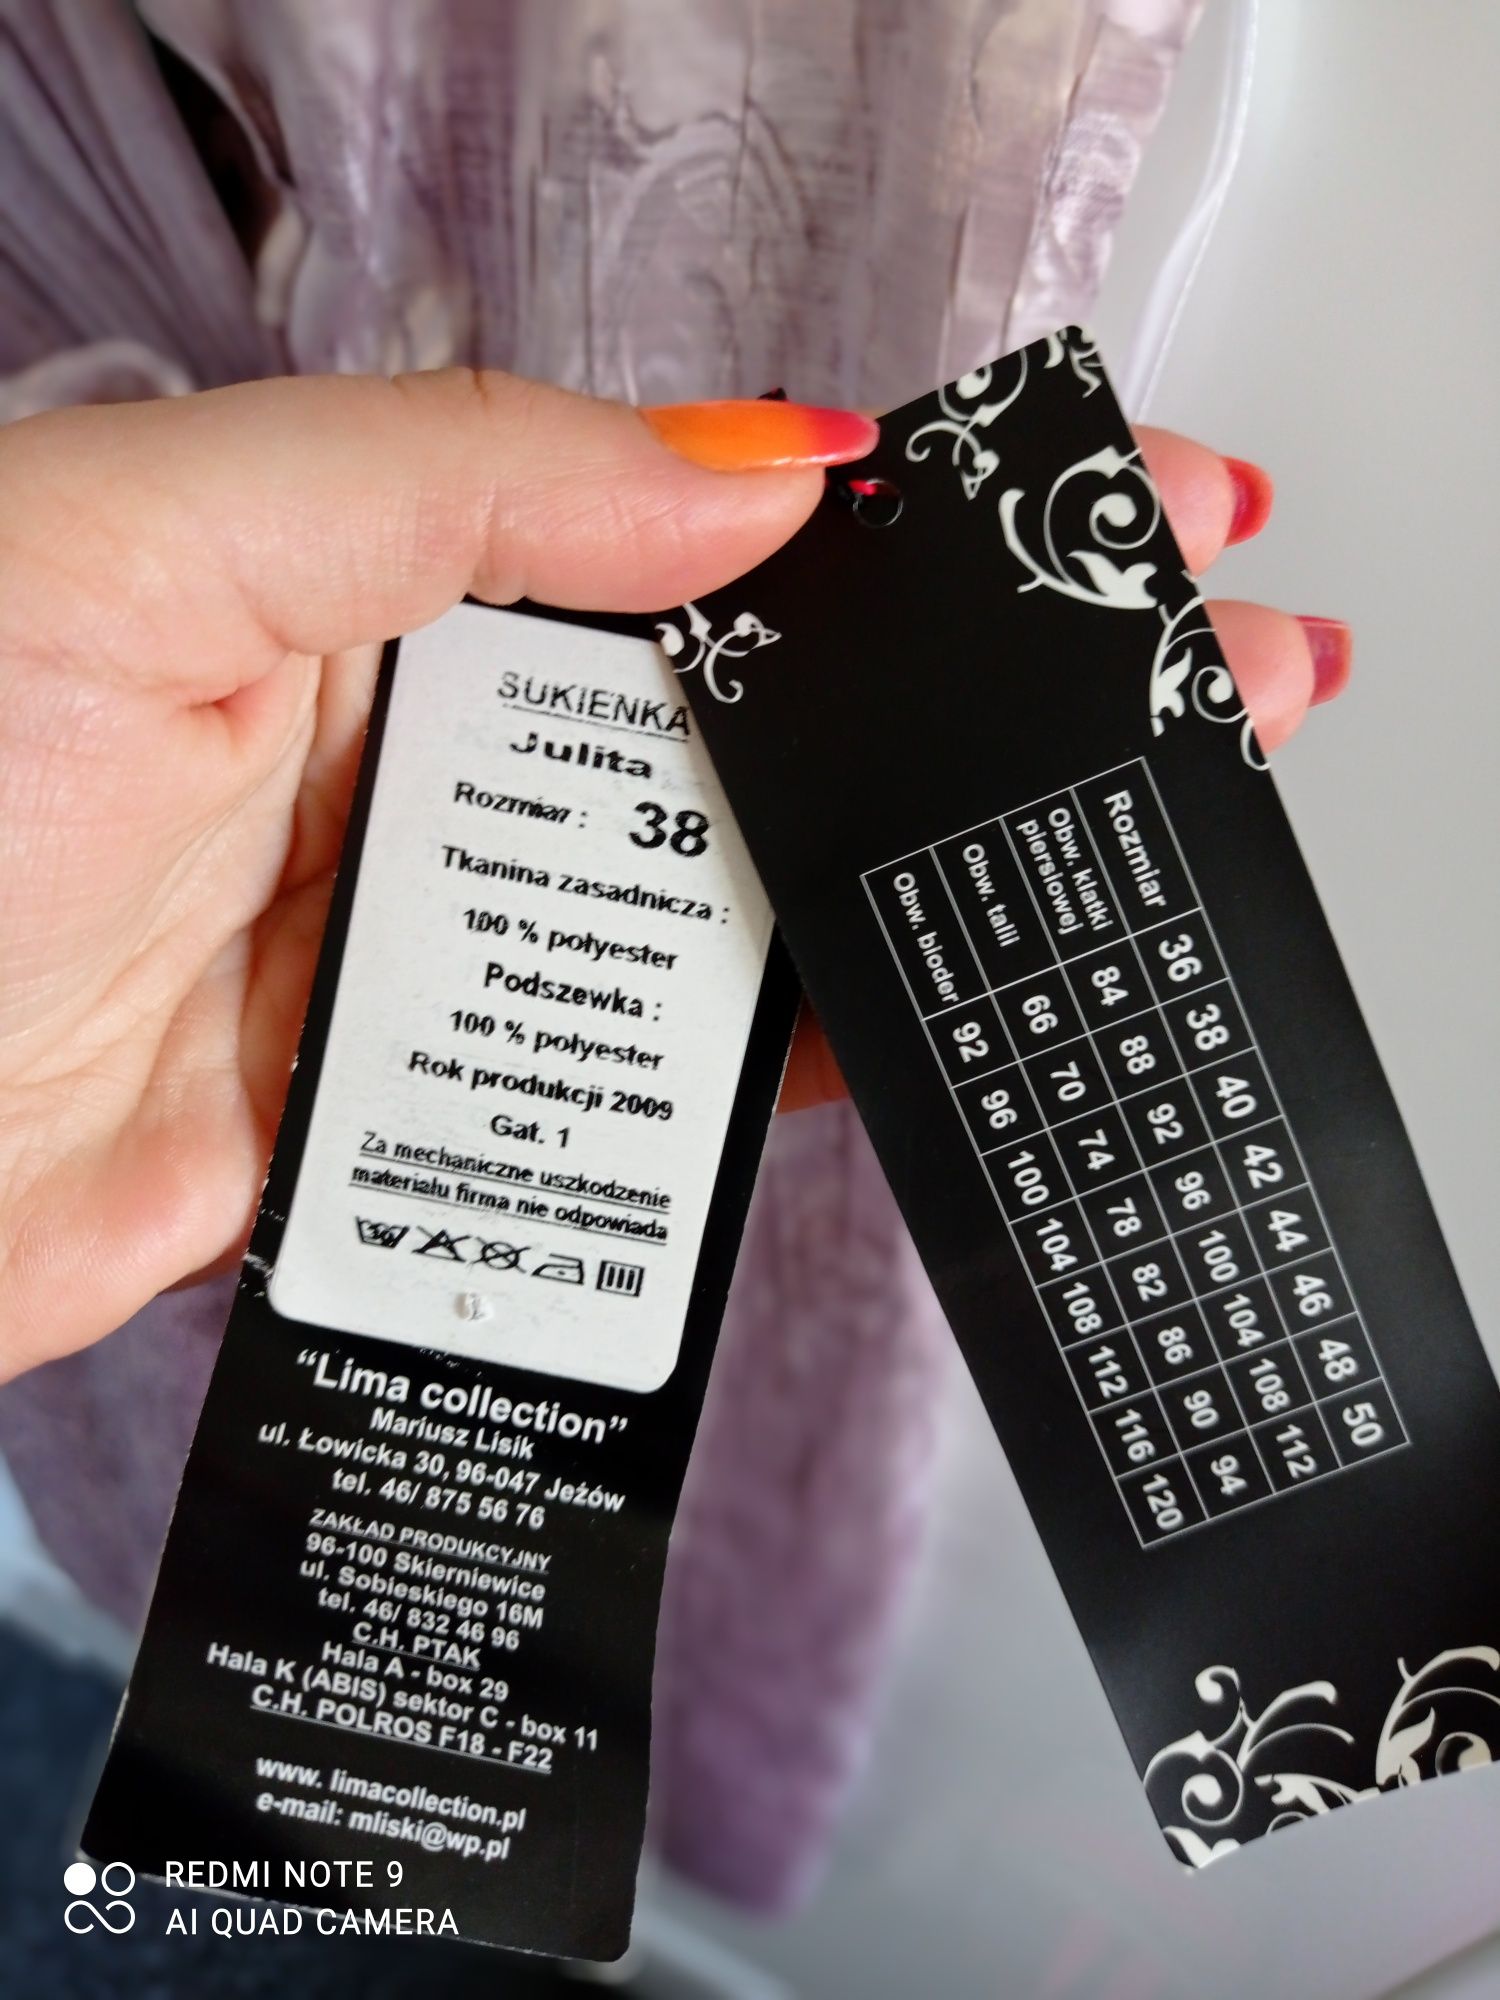 SUKIENKA
Julita
Rozmiar : 38
Tkanina zasadnicza :
100 % polyester
Podszewka :
100 % polyester
Rok produkcji 2009
Gat. 1
Za mechaniczne uszkodzenie
materiału firma nie odpowiada
30
"Lima collection"
Mariusz Lisik
ul. Łowicka 30, 96-047 Jeżów
tel. 46/ 875 56 76
ZAKŁAD PRODUKCYJNY
96-100 Skierniewice
ul. Sobieskiego 16M
tel. 46/ 832 46 96
C.H. PTAK
Hala A - box 29
Hala K (ABIS) sektor C - box 11
C.H. POLROS F18 - F22
www. limacollection.pl
e-mail: mliski@wp.pl
Rozmiar 36 38 40 42 44 46 48 50
Obw. klatki
piersiowej 84 88 92 96 100 104 108 112
Obw. talii 66 70 74 78 82 86 90 94
Obw. bioder 92 96 100 104 108 112 116 120
REDMI NOTE 9
AI QUAD CAMERA